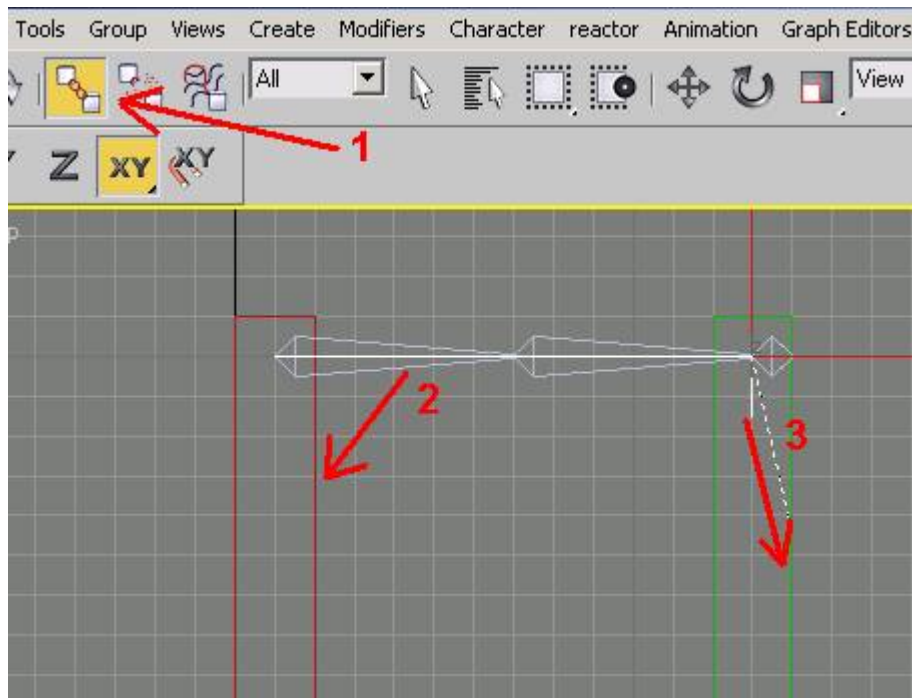 Tools Group Views Create Modifiers Character reactor Animation Graph Editors
All View
1
Z XY XY
2
3